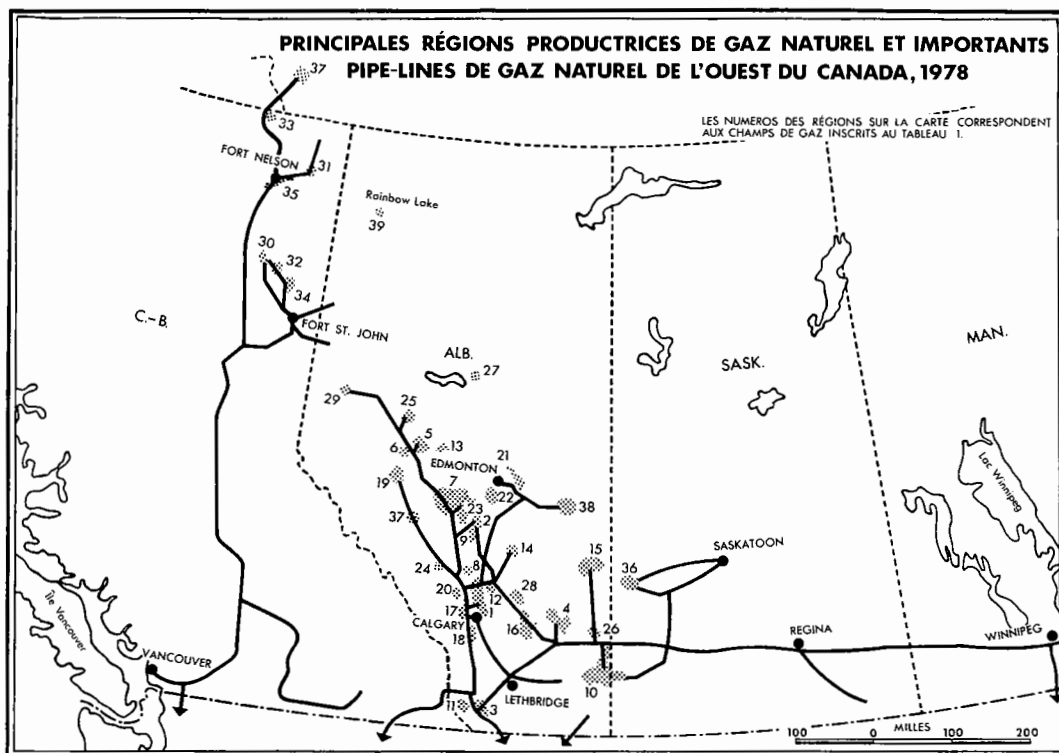 PRINCIPALES RÉGIONS PRODUCTRICES DE GAZ NATUREL ET IMPORTANTS
PIPE-LINES DE GAZ NATUREL DE L'OUEST DU CANADA, 1978
LES NUMEROS DES RÉGIONS SUR LA CARTE CORRESPONDENT
AUX CHAMPS DE GAZ INSCRITS AU TABLEAU 1.
37
33
FORT NELSON
31
35
Rainbow Lake
39
30
32
34
C.-B.
FORT ST. JOHN
ALB.
27
SASK.
MAN.
29
25
5
6
13
21
EDMONTON
19
7
22
38
23
37
2
9
14
15
SASKATOON
24
8
36
28
20
12
17
1
4
CALGARY
16
26
18
REGINA
WINNIPEG
Lac Winnipeg
Île Vancouver
VANCOUVER
10
LETHBRIDGE
11
3
MILLES
100 0 100 200